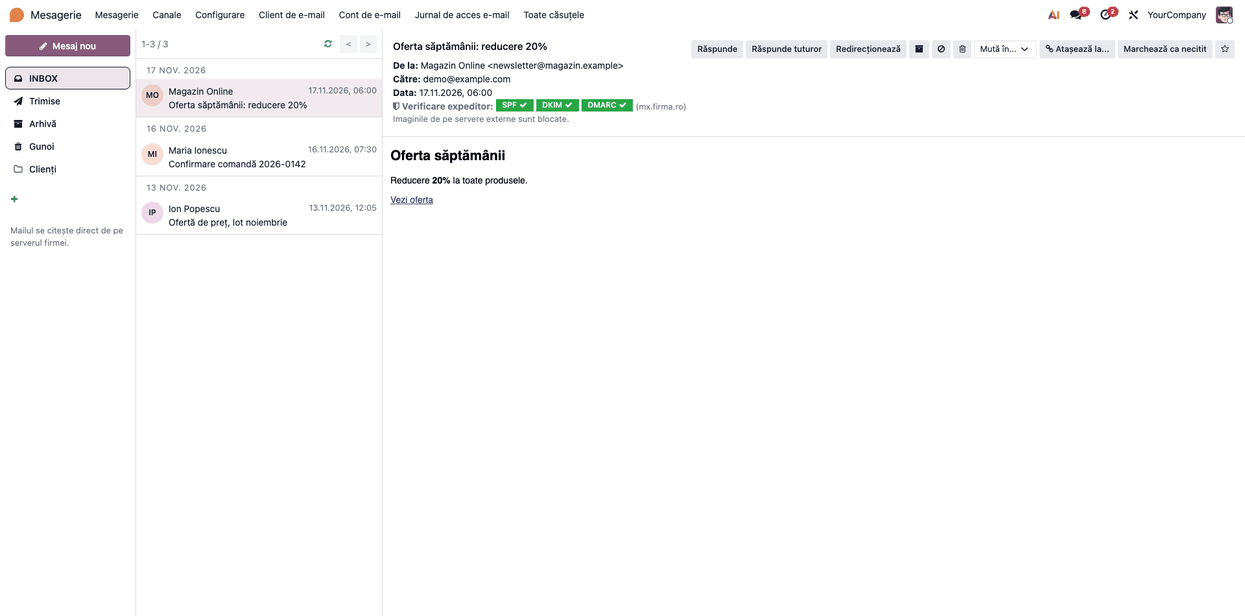 Mesagerie Mesagerie Canale Configurare Client de e-mail Cont de e-mail Jurnal de acces e-mail Toate căsuțele AI 8 2 YourCompany
Mesaj nou
INBOX
Trimise
Arhivă
Gunoi
Clienți
+
Mailul se citește direct de pe
serverul firmei.
1-3 / 3 < >
17 NOV. 2026
MO Magazin Online 17.11.2026, 06:00
Oferta săptămânii: reducere 20%
16 NOV. 2026
MI Maria Ionescu 16.11.2026, 07:30
Confirmare comandă 2026-0142
13 NOV. 2026
IP Ion Popescu 13.11.2026, 12:05
Ofertă de preț, lot noiembrie
Oferta săptămânii: reducere 20%
Răspunde Răspunde tuturor Redirecționează Mută în... Atașează la... Marchează ca necitit
De la: Magazin Online <newsletter@magazin.example>
Către: demo@example.com
Data: 17.11.2026, 06:00
Verificare expeditor: SPF ✓ DKIM ✓ DMARC ✓ (mx.firma.ro)
Imaginile de pe servere externe sunt blocate.
Oferta săptămânii
Reducere 20% la toate produsele.
Vezi oferta